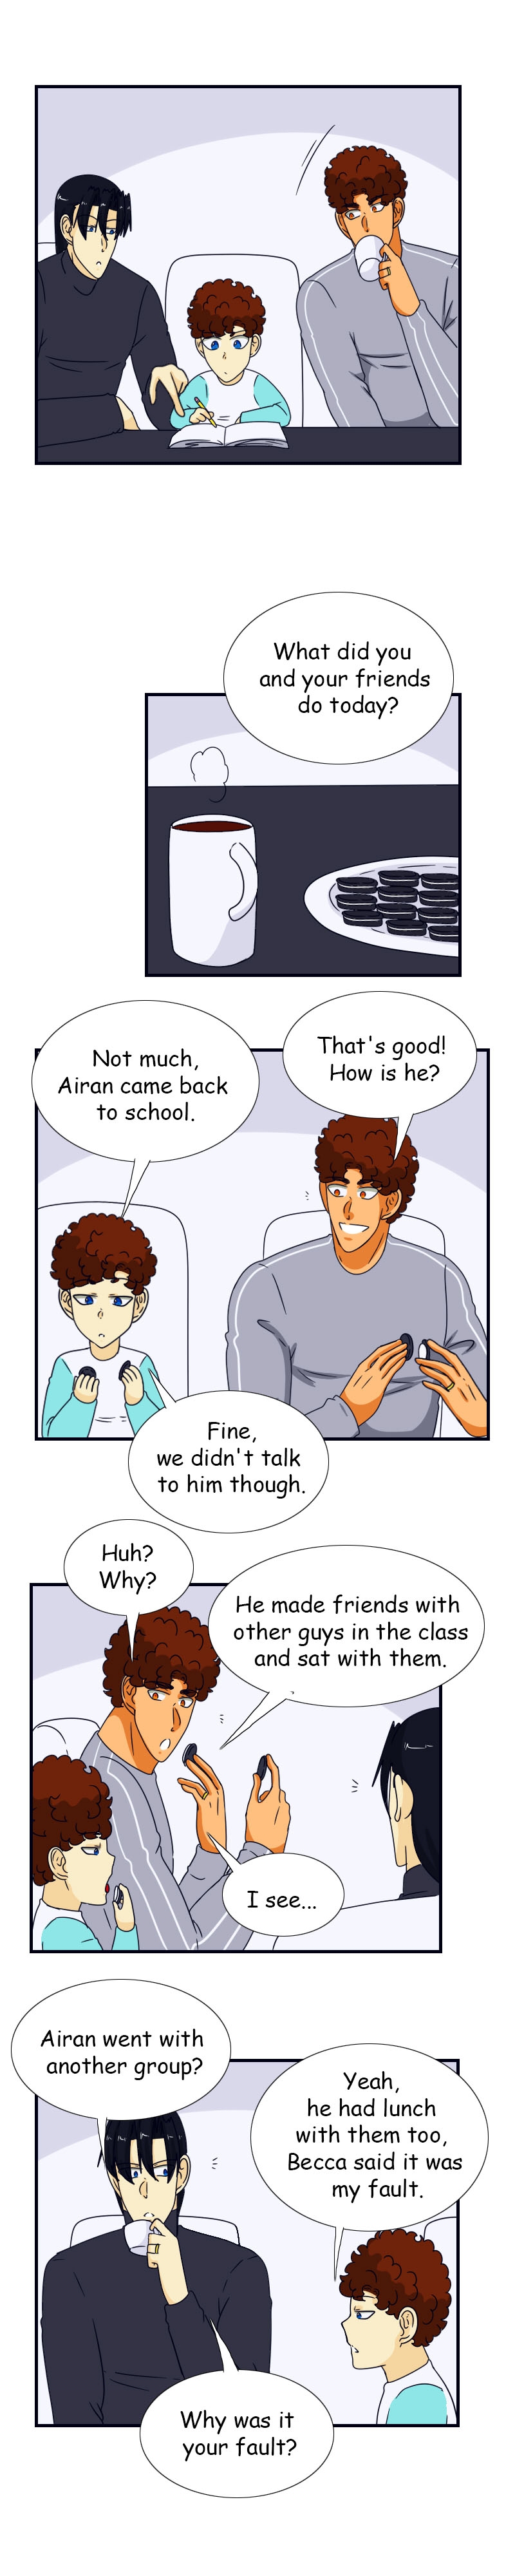 What did you
and your friends
do today?
Not much,
Airan came back
to school.
That's good!
How is he?
Fine,
we didn't talk
to him though.
Huh?
Why?
He made friends with
other guys in the class
and sat with them.
I see...
Airan went with
another group?
Yeah,
he had lunch
with them too,
Becca said it was
my fault.
Why was it
your fault?